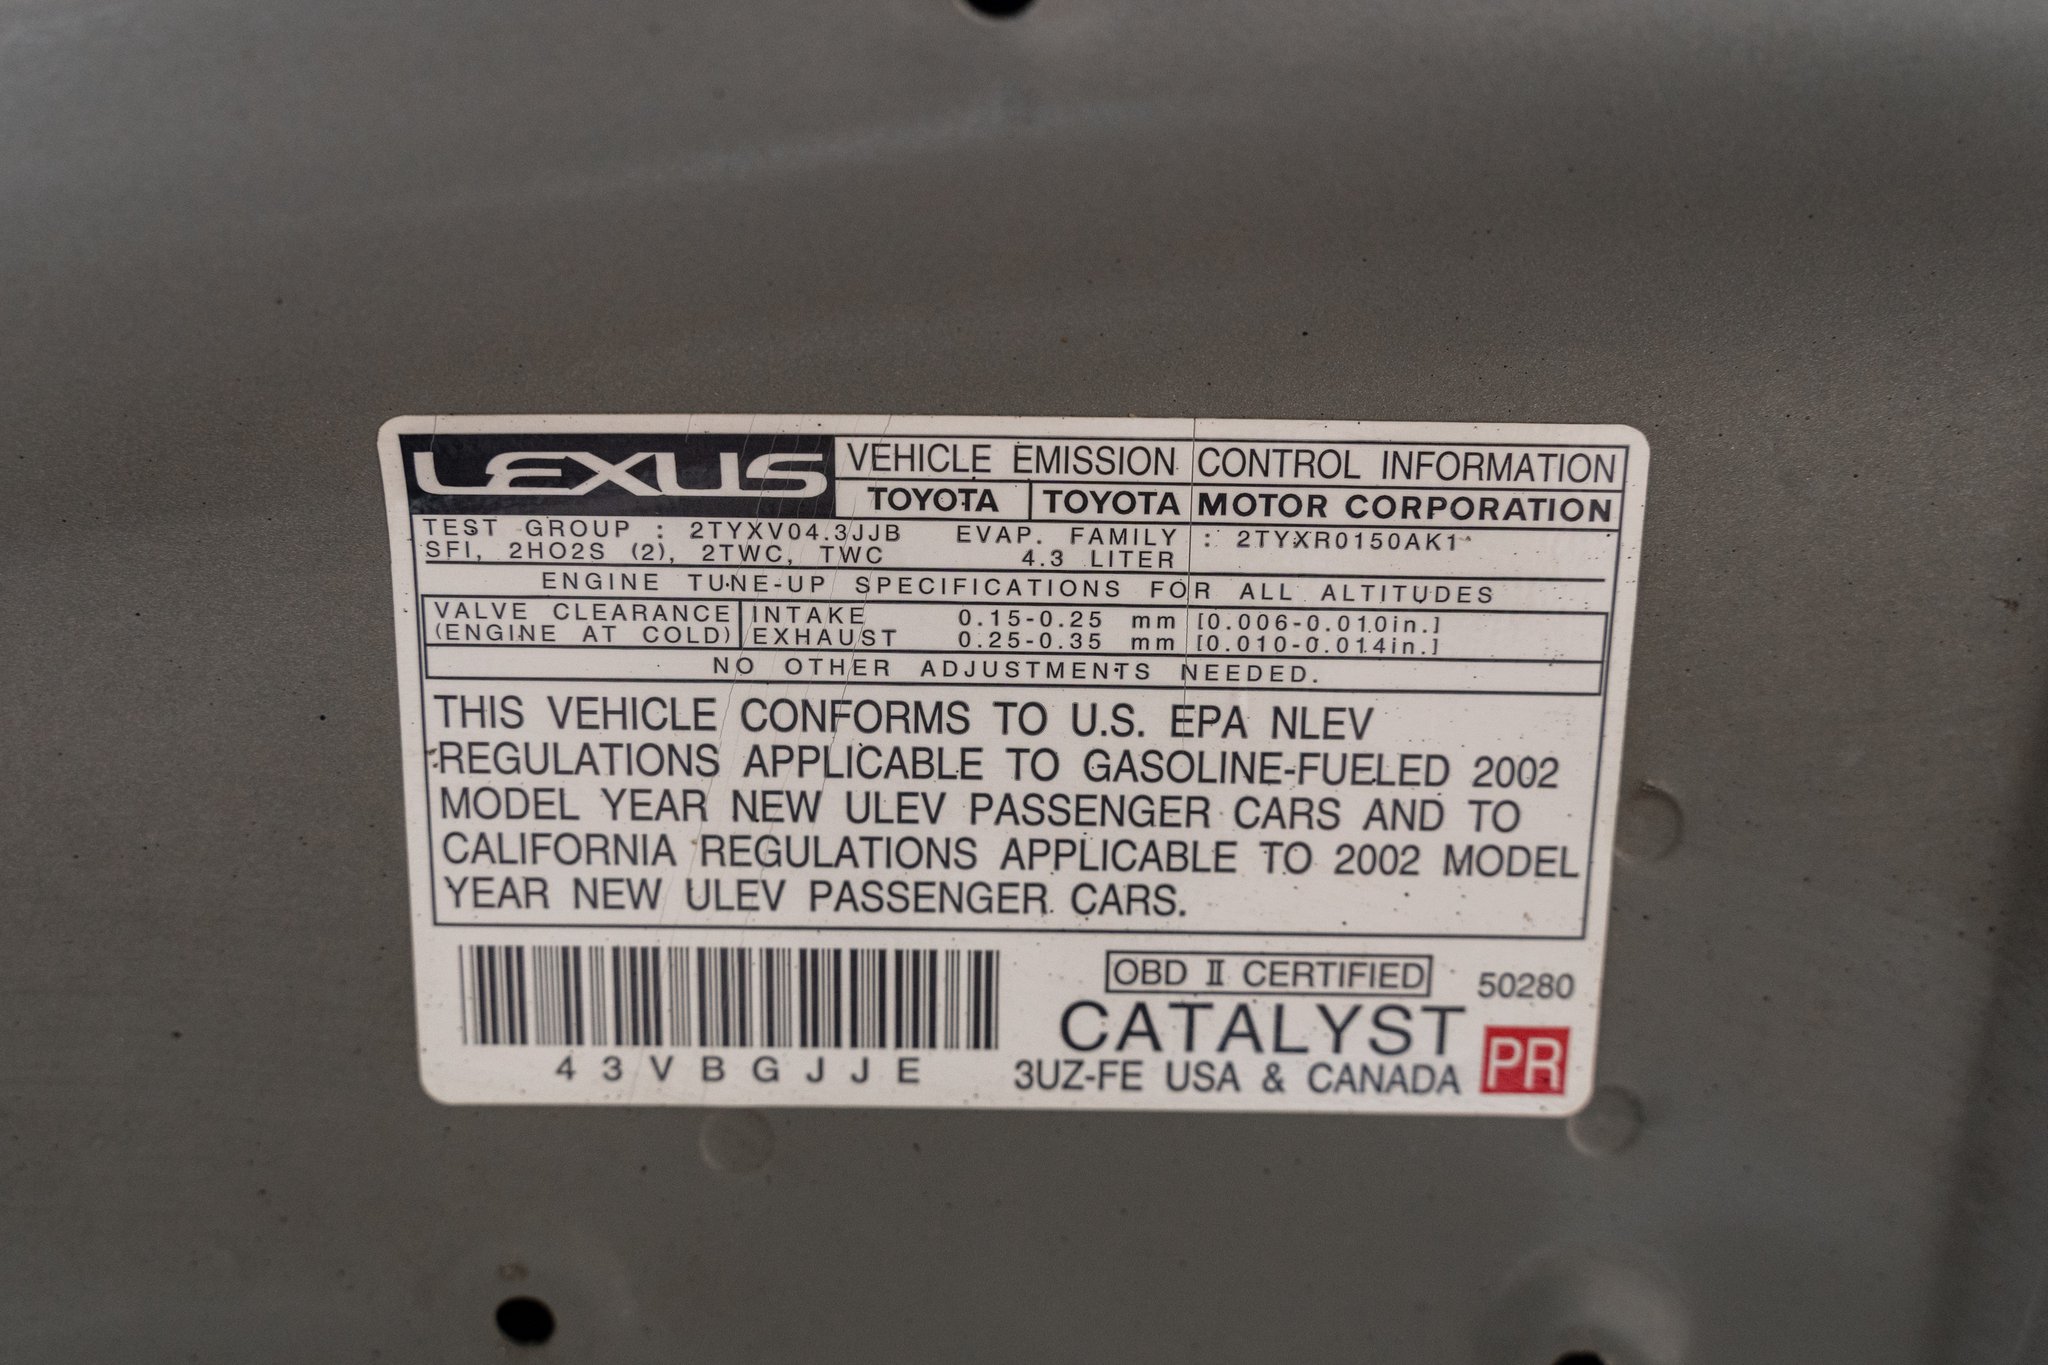 LEXUS VEHICLE EMISSION CONTROL INFORMATION
TOYOTA TOYOTA MOTOR CORPORATION
TEST GROUP : 2TYXV04.3JJB EVAP. FAMILY : 2TYXR0150AK1
SFI, 2HO2S (2), 2TWC, TWC 4.3 LITER
ENGINE TUNE-UP SPECIFICATIONS FOR ALL ALTITUDES
VALVE CLEARANCE INTAKE 0.15-0.25 mm [0.006-0.010in.]
(ENGINE AT COLD) EXHAUST 0.25-0.35 mm [0.010-0.014in.]
NO OTHER ADJUSTMENTS NEEDED.
THIS VEHICLE CONFORMS TO U.S. EPA NLEV
REGULATIONS APPLICABLE TO GASOLINE-FUELED 2002
MODEL YEAR NEW ULEV PASSENGER CARS AND TO
CALIFORNIA REGULATIONS APPLICABLE TO 2002 MODEL
YEAR NEW ULEV PASSENGER CARS.
OBD II CERTIFIED 50280
CATALYST
43VBGJJE 3UZ-FE USA & CANADA PR